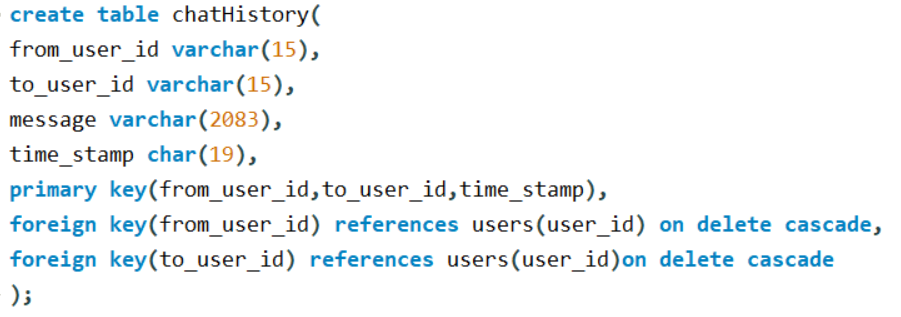 create table chatHistory(
from_user_id varchar(15),
to_user_id varchar(15),
message varchar(2083),
time_stamp char(19),
primary key(from_user_id,to_user_id,time_stamp),
foreign key(from_user_id) references users(user_id) on delete cascade,
foreign key(to_user_id) references users(user_id)on delete cascade
);